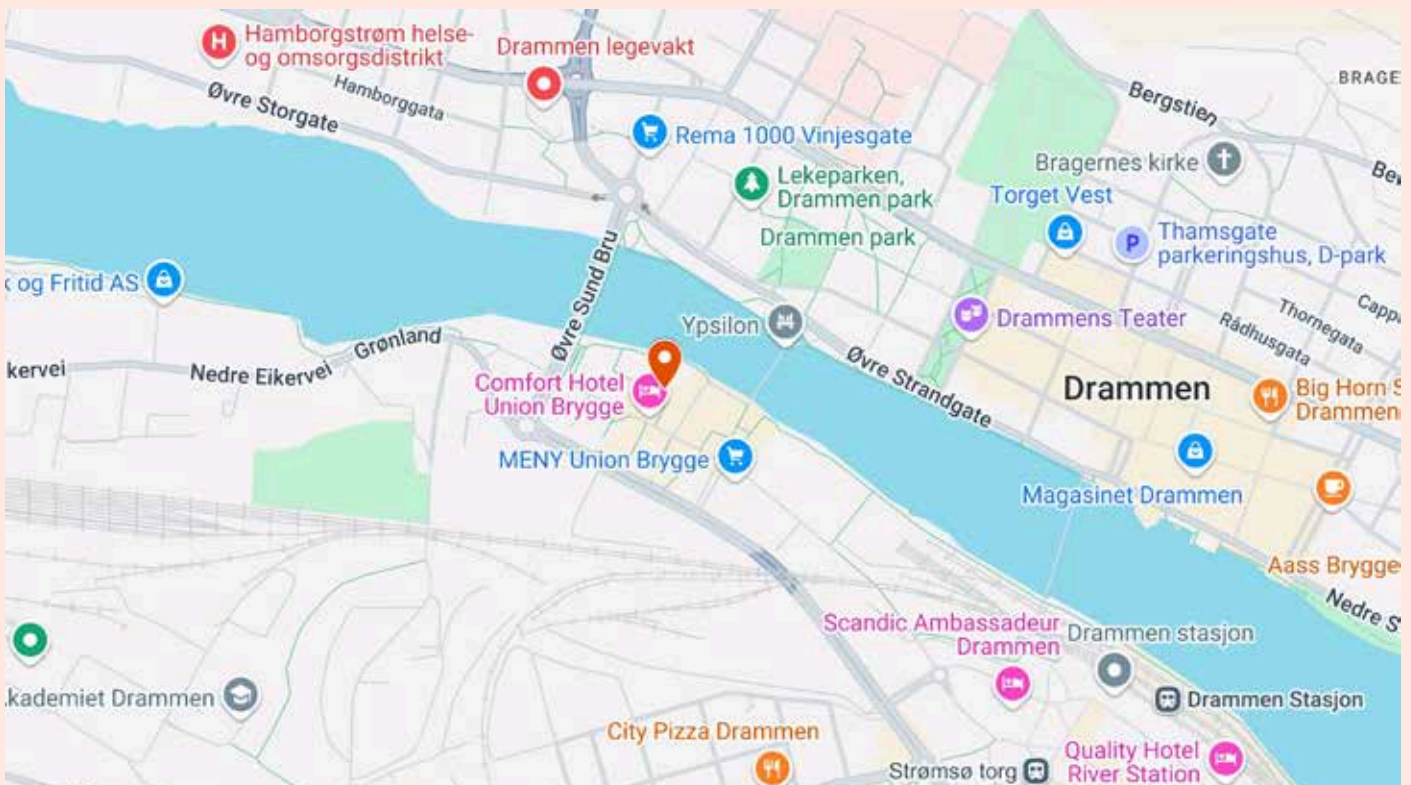 Hamborgstrøm helse-
og omsorgsdistrikt
Drammen legevakt
BRAGE
Hamborggata
Øvre Storgate
Bergstien
Rema 1000 Vinjesgate
Bragernes kirke
Lekeparken,
Drammen park
Torget Vest
Drammen park
Thamsgate
parkeringshus, D-park
P
H
k og Fritid AS
Øvre Sund Bru
Ypsilon
Drammens Teater
Thornegata
Rådhusgata
Grønland
kervei
Nedre Eikervei
Øvre Strandgate
Comfort Hotel
Union Brygge
Drammen
Big Horn S
Drammen
MENY Union Brygge
Magasinet Drammen
Aass Brygge
Nedre S
Scandic Ambassadeur
Drammen
Drammen stasjon
kademiet Drammen
Drammen Stasjon
City Pizza Drammen
Strømsø torg
Quality Hotel
River Station